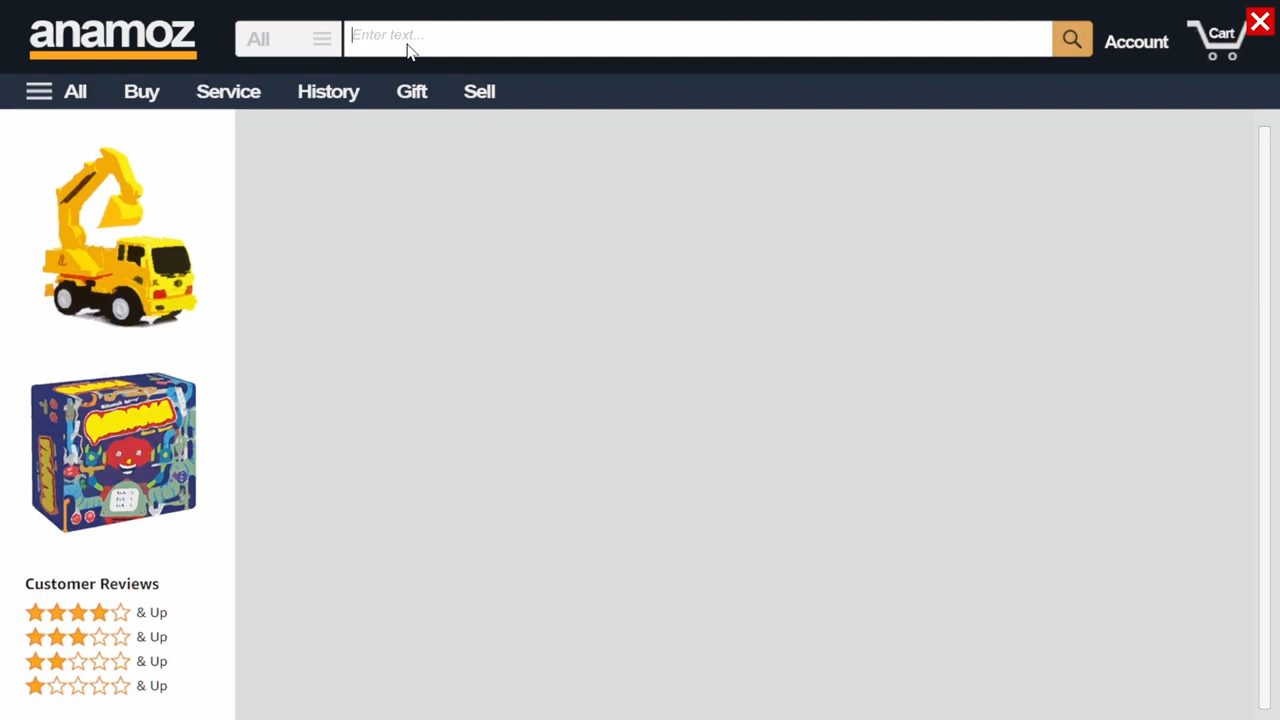 anamoz
All
Enter text...
Account
Cart
All
Buy
Service
History
Gift
Sell
Customer Reviews
& Up
& Up
& Up
& Up